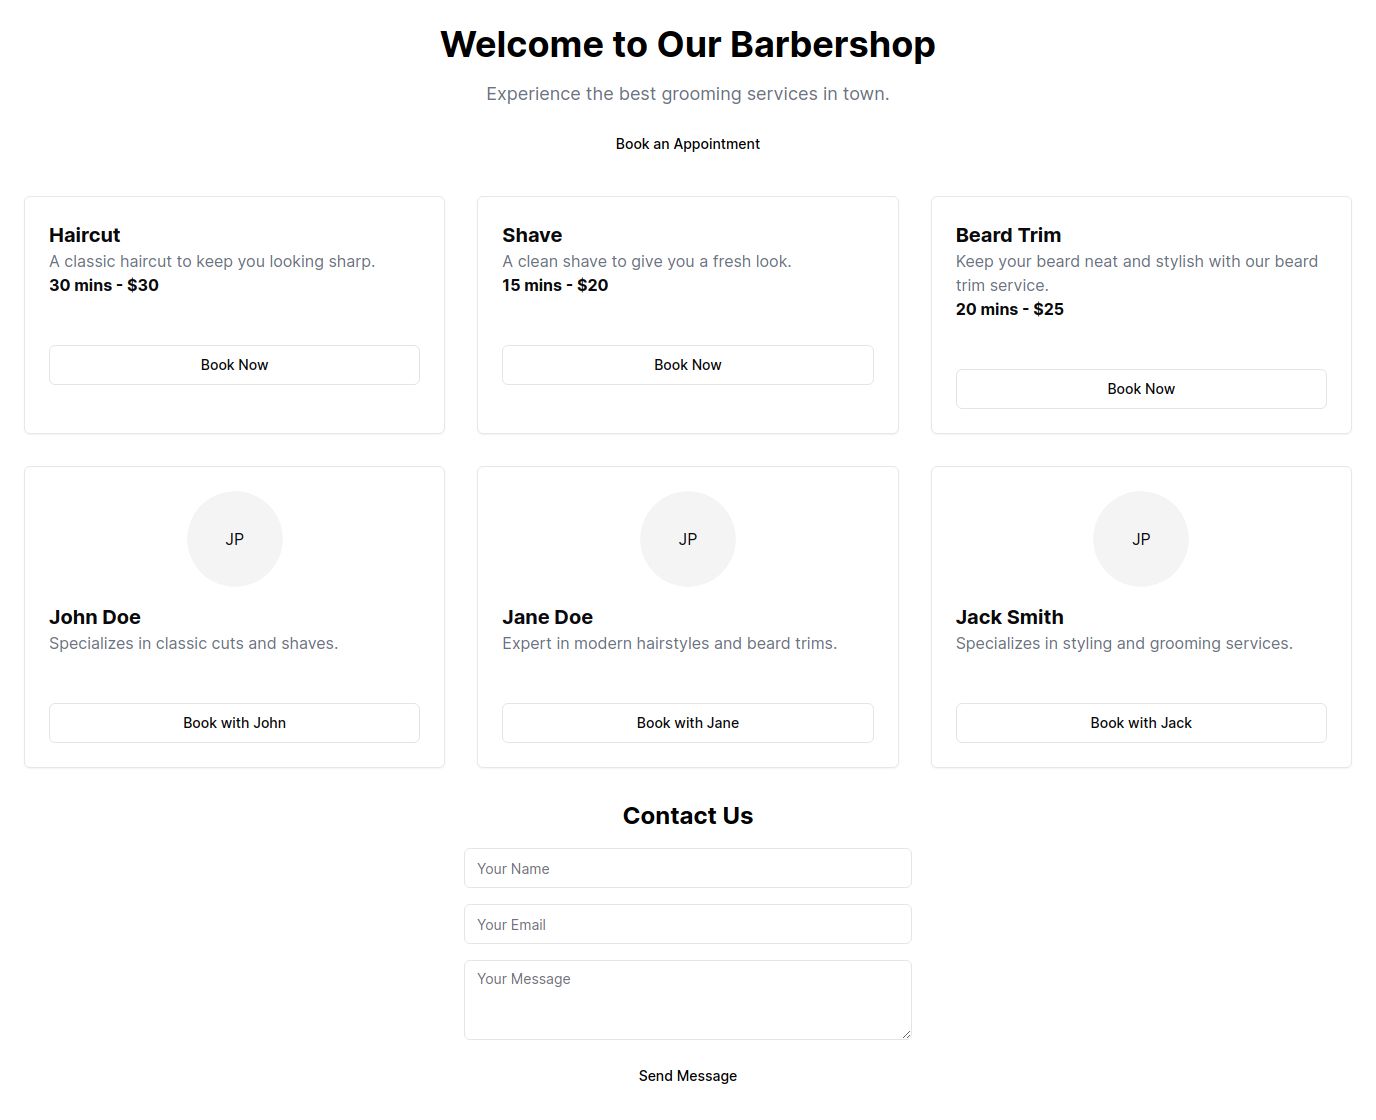 Welcome to Our Barbershop
Experience the best grooming services in town.
Book an Appointment
Haircut
A classic haircut to keep you looking sharp.
30 mins - $30
Book Now
Shave
A clean shave to give you a fresh look.
15 mins - $20
Book Now
Beard Trim
Keep your beard neat and stylish with our beard
trim service.
20 mins - $25
Book Now
JP
John Doe
Specializes in classic cuts and shaves.
Book with John
JP
Jane Doe
Expert in modern hairstyles and beard trims.
Book with Jane
JP
Jack Smith
Specializes in styling and grooming services.
Book with Jack
Contact Us
Your Name
Your Email
Your Message
Send Message